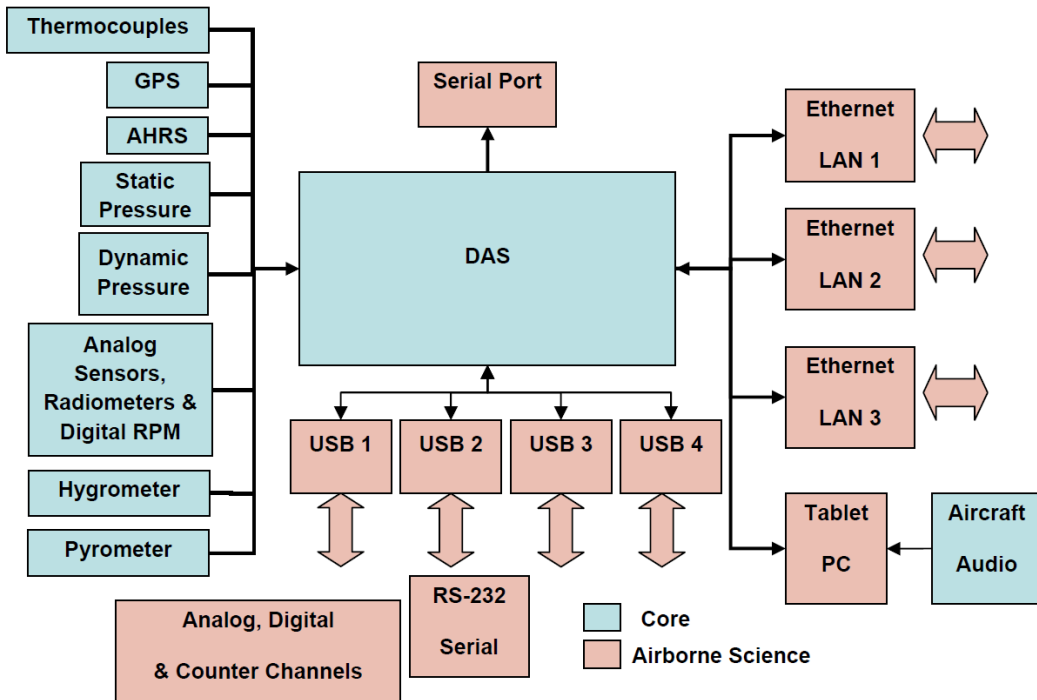 Thermocouples
GPS
AHRS
Static
Pressure
Dynamic
Pressure
Analog
Sensors,
Radiometers &
Digital RPM
Hygrometer
Pyrometer
Serial Port
DAS
USB 1
USB 2
USB 3
USB 4
Analog, Digital
& Counter Channels
RS-232
Serial
Ethernet
LAN 1
Ethernet
LAN 2
Ethernet
LAN 3
Tablet
PC
Aircraft
Audio
Core
Airborne Science